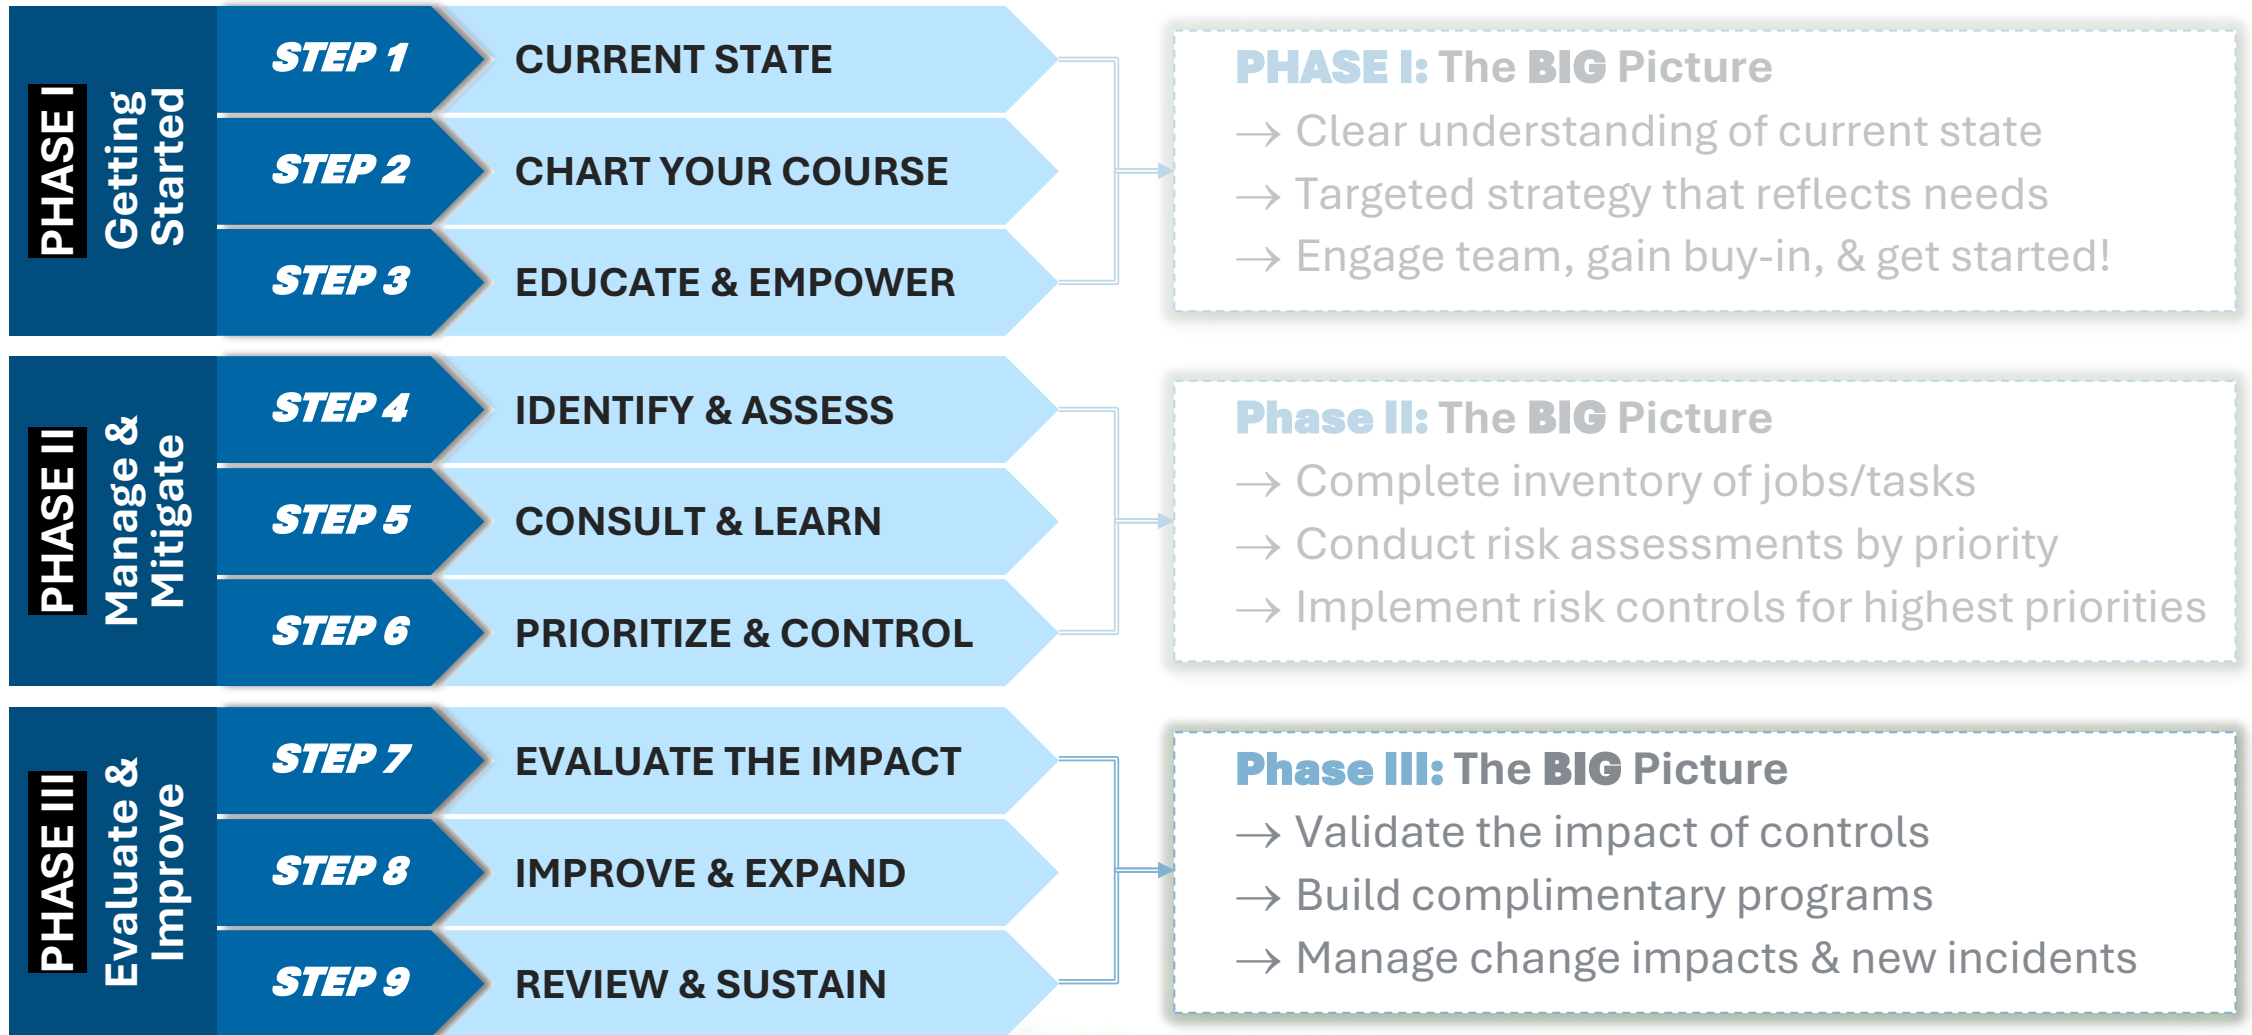 PHASE I
Getting
Started
STEP 1
CURRENT STATE
STEP 2
CHART YOUR COURSE
STEP 3
EDUCATE & EMPOWER
PHASE I: The BIG Picture
→ Clear understanding of current state
→ Targeted strategy that reflects needs
→ Engage team, gain buy-in, & get started!
PHASE II
Manage &
Mitigate
STEP 4
IDENTIFY & ASSESS
STEP 5
CONSULT & LEARN
STEP 6
PRIORITIZE & CONTROL
Phase II: The BIG Picture
→ Complete inventory of jobs/tasks
→ Conduct risk assessments by priority
→ Implement risk controls for highest priorities
PHASE III
Evaluate &
Improve
STEP 7
EVALUATE THE IMPACT
STEP 8
IMPROVE & EXPAND
STEP 9
REVIEW & SUSTAIN
Phase III: The BIG Picture
→ Validate the impact of controls
→ Build complimentary programs
→ Manage change impacts & new incidents